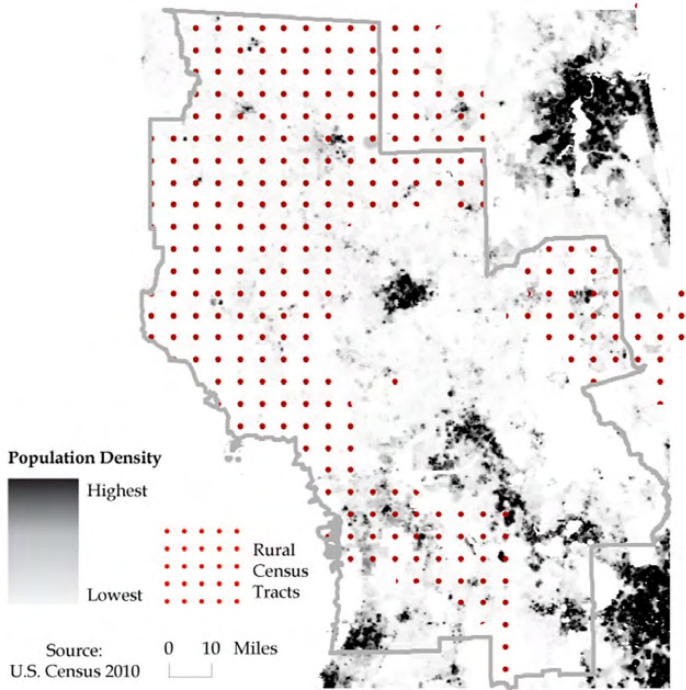 Population Density
Highest
Lowest
Rural
Census
Tracts
Source:
U.S. Census 2010
0 10 Miles